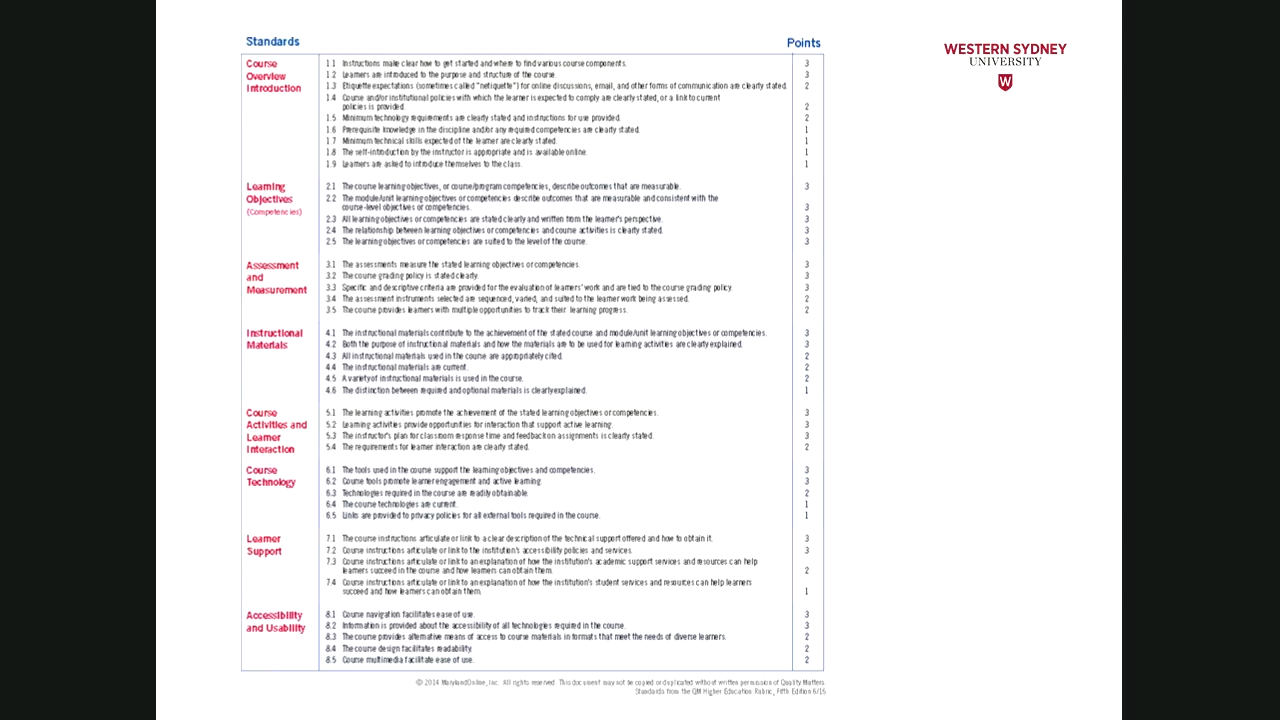 Standards Points
WESTERN SYDNEY
UNIVERSITY
W
Course Overview Introduction
1.1 Instructions make clear how to get started and where to find various course components. 3
1.2 Learners are introduced to the purpose and structure of the course. 3
1.3 Etiquette expectations (sometimes called "netiquette") for online discussions, email, and other forms of communication are clearly stated. 2
1.4 Course and/or institutional policies with which the learner is expected to comply are clearly stated, or a link to current
policies is provided. 2
1.5 Minimum technology requirements are clearly stated and instructions for use provided. 2
1.6 Prerequisite knowledge in the discipline and/or any required competencies are clearly stated. 1
1.7 Minimum technical skills expected of the learner are clearly stated. 1
1.8 The self-introduction by the instructor is appropriate and is available online. 1
1.9 Learners are asked to introduce themselves to the class. 1
Learning Objectives (Competencies)
2.1 The course learning objectives, or course/program competencies, describe outcomes that are measurable. 3
2.2 The module/unit learning objectives or competencies describe outcomes that are measurable and consistent with the
course-level objectives or competencies. 3
2.3 All learning objectives or competencies are stated clearly and written from the learner's perspective. 3
2.4 The relationship between learning objectives or competencies and course activities is clearly stated. 3
2.5 The learning objectives or competencies are suited to the level of the course. 3
Assessment and Measurement
3.1 The assessments measure the stated learning objectives or competencies. 3
3.2 The course grading policy is stated clearly. 3
3.3 Specific and descriptive criteria are provided for the evaluation of learners' work and are tied to the course grading policy. 3
3.4 The assessment instruments selected are sequenced, varied, and suited to the learner work being assessed. 2
3.5 The course provides learners with multiple opportunities to track their learning progress. 2
Instructional Materials
4.1 The instructional materials contribute to the achievement of the stated course and module/unit learning objectives or competencies. 3
4.2 Both the purpose of instructional materials and how the materials are to be used for learning activities are clearly explained. 3
4.3 All instructional materials used in the course are appropriately cited. 2
4.4 The instructional materials are current. 2
4.5 A variety of instructional materials is used in the course. 2
4.6 The distinction between required and optional materials is clearly explained. 1
Course Activities and Learner Interaction
5.1 The learning activities promote the achievement of the stated learning objectives or competencies. 3
5.2 Learning activities provide opportunities for interaction that support active learning. 3
5.3 The instructor's plan for classroom response time and feedback on assignments is clearly stated. 3
5.4 The requirements for learner interaction are clearly stated. 2
Course Technology
6.1 The tools used in the course support the learning objectives and competencies. 3
6.2 Course tools promote learner engagement and active learning. 3
6.3 Technologies required in the course are readily obtainable. 2
6.4 The course technologies are current. 1
6.5 Links are provided to privacy policies for all external tools required in the course. 1
Learner Support
7.1 The course instructions articulate or link to a clear description of the technical support offered and how to obtain it. 3
7.2 Course instructions articulate or link to the institution's accessibility policies and services. 3
7.3 Course instructions articulate or link to an explanation of how the institution's academic support services and resources can help
learners succeed in the course and how learners can obtain them. 2
7.4 Course instructions articulate or link to an explanation of how the institution's student services and resources can help learners
succeed and how learners can obtain them. 1
Accessibility and Usability
8.1 Course navigation facilitates ease of use. 3
8.2 Information is provided about the accessibility of all technologies required in the course. 3
8.3 The course provides alternative means of access to course materials in formats that meet the needs of diverse learners. 2
8.4 The course design facilitates readability. 2
8.5 Course multimedia facilitate ease of use. 2
© 2014 MarylandOnline, Inc. All rights reserved. This document may not be copied or duplicated without written permission of Quality Matters.
Standards from the QM Higher Education Rubric, Fifth Edition 6/15